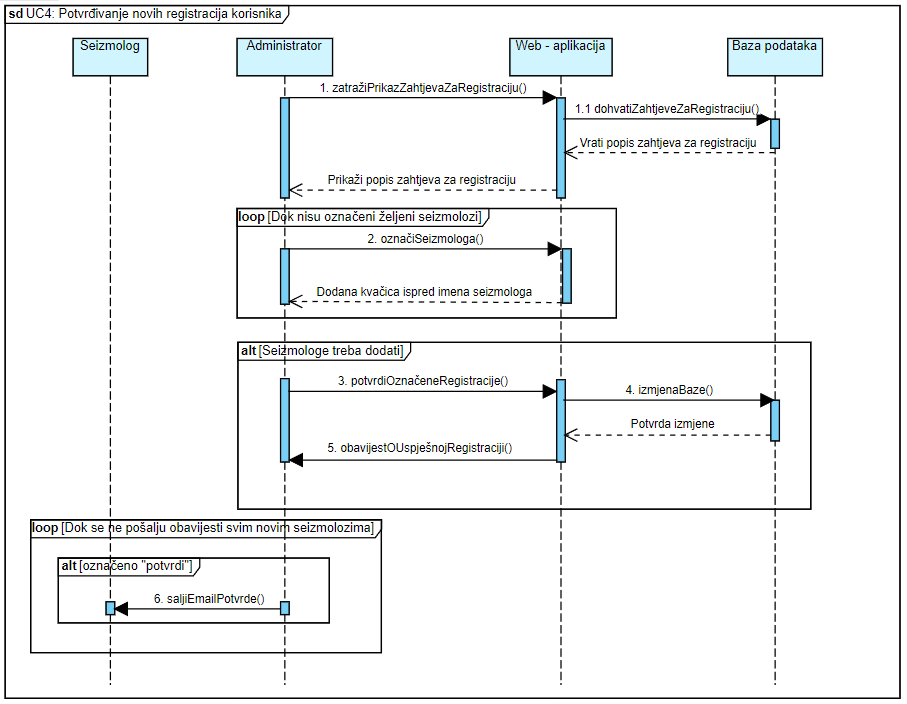 sd UC4: Potvrđivanje novih registracija korisnika
Seizmolog
Administrator
Web - aplikacija
Baza podataka
1. zatražiPrikazZahtjevaZaRegistraciju()
1.1 dohvatiZahtjeveZaRegistraciju()
Vrati popis zahtjeva za registraciju
Prikaži popis zahtjeva za registraciju
loop [Dok nisu označeni željeni seizmolozi]
2. označiSeizmologa()
Dodana kvačica ispred imena seizmologa
alt [Seizmologe treba dodati]
3. potvrdiOznačeneRegistracije()
4. izmjenaBaze()
Potvrda izmjene
5. obavijestOUspješnojRegistraciji()
loop [Dok se ne pošalju obavijesti svim novim seizmolozima]
alt [označeno "potvrdi"]
6. saljiEmailPotvrde()